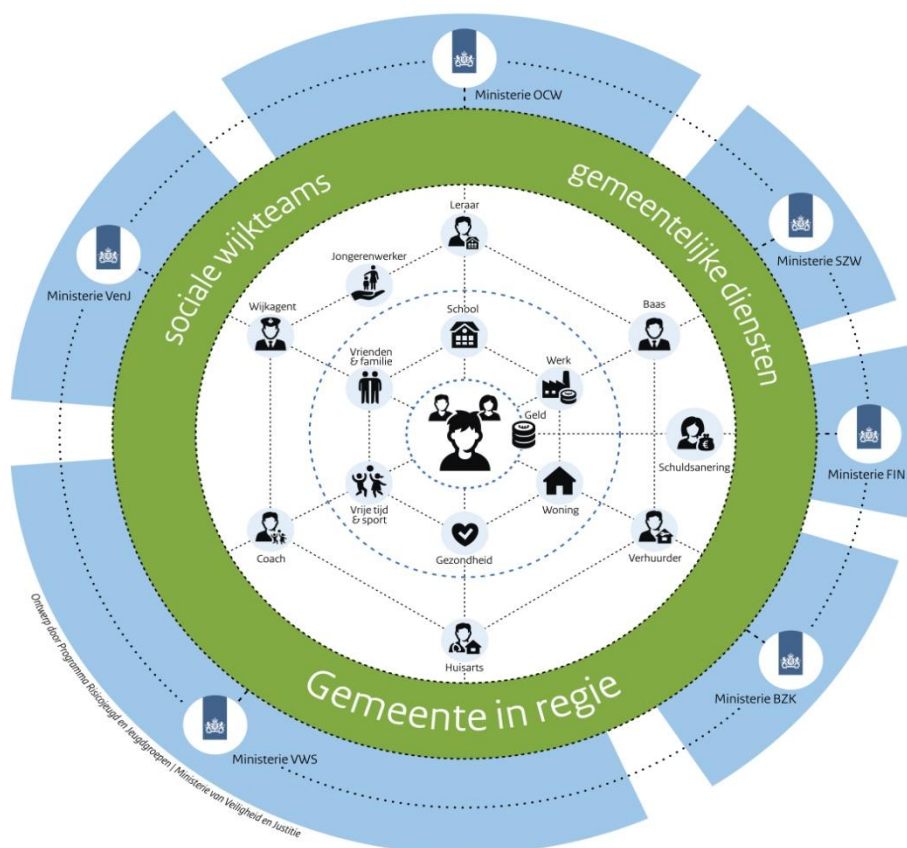 Ministerie OCW
sociale wijkteams
gemeentelijke diensten
Leraar
Ministerie SZW
Jongerenwerker
Ministerie VenJ
Wijkagent
School
Baas
Vrienden
& familie
Werk
Geld
Schuldsanering
Ministerie FIN
Vrije tijd
& sport
Woning
Coach
Gezondheid
Verhuurder
Huisarts
Gemeente in regie
Ministerie BZK
Ministerie VWS
Ontwerp door Programma Risicojeugd en Jeugdgroepen | Ministerie van Veiligheid en Justitie